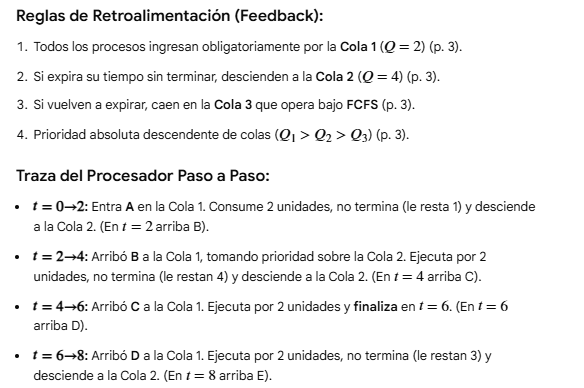 Reglas de Retroalimentación (Feedback):
1. Todos los procesos ingresan obligatoriamente por la Cola 1 (Q = 2) (p. 3).
2. Si expira su tiempo sin terminar, descienden a la Cola 2 (Q = 4) (p. 3).
3. Si vuelven a expirar, caen en la Cola 3 que opera bajo FCFS (p. 3).
4. Prioridad absoluta descendente de colas (Q₁ > Q₂ > Q₃) (p. 3).
Traza del Procesador Paso a Paso:
• t = 0→2: Entra A en la Cola 1. Consume 2 unidades, no termina (le resta 1) y desciende
a la Cola 2. (En t = 2 arriba B).
• t = 2→4: Arribó B a la Cola 1, tomando prioridad sobre la Cola 2. Ejecuta por 2
unidades, no termina (le restan 4) y desciende a la Cola 2. (En t = 4 arriba C).
• t = 4→6: Arribó C a la Cola 1. Ejecuta por 2 unidades y finaliza en t = 6. (En t = 6
arriba D).
• t = 6→8: Arribó D a la Cola 1. Ejecuta por 2 unidades, no termina (le restan 3) y
desciende a la Cola 2. (En t = 8 arriba E).